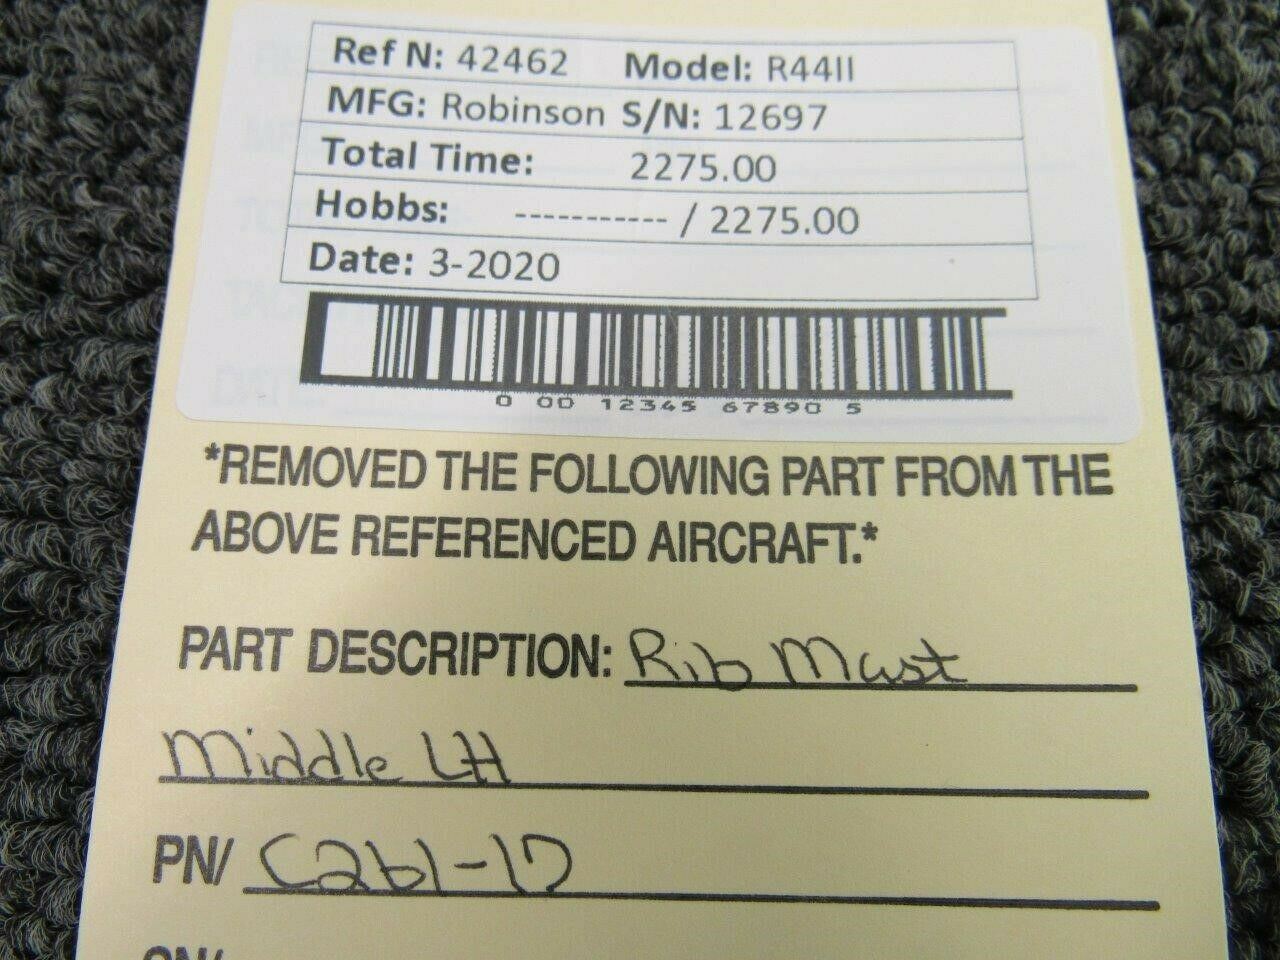 Ref N: 42462 Model: R44II
MFG: Robinson S/N: 12697
Total Time: 2275.00
Hobbs: ----------- / 2275.00
Date: 3-2020
0 00 12345 67890 5
*REMOVED THE FOLLOWING PART FROM THE
ABOVE REFERENCED AIRCRAFT.*
PART DESCRIPTION: Rib Mast
Middle LH
PN/ C261-17